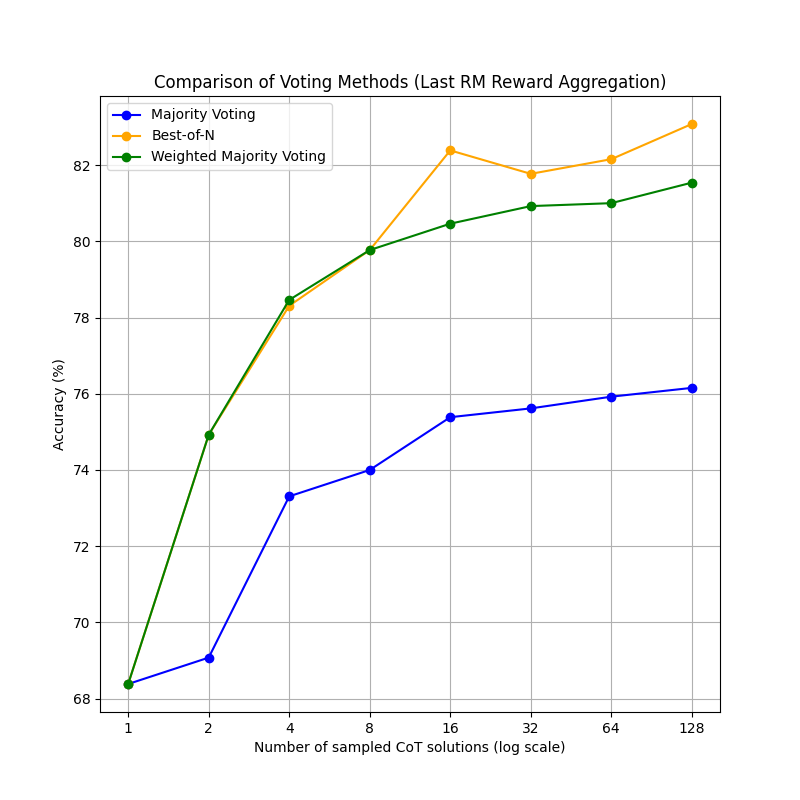 Comparison of Voting Methods (Last RM Reward Aggregation)
Majority Voting
Best-of-N
Weighted Majority Voting
82
80
78
76
74
72
70
68
Accuracy (%)
1 2 4 8 16 32 64 128
Number of sampled CoT solutions (log scale)